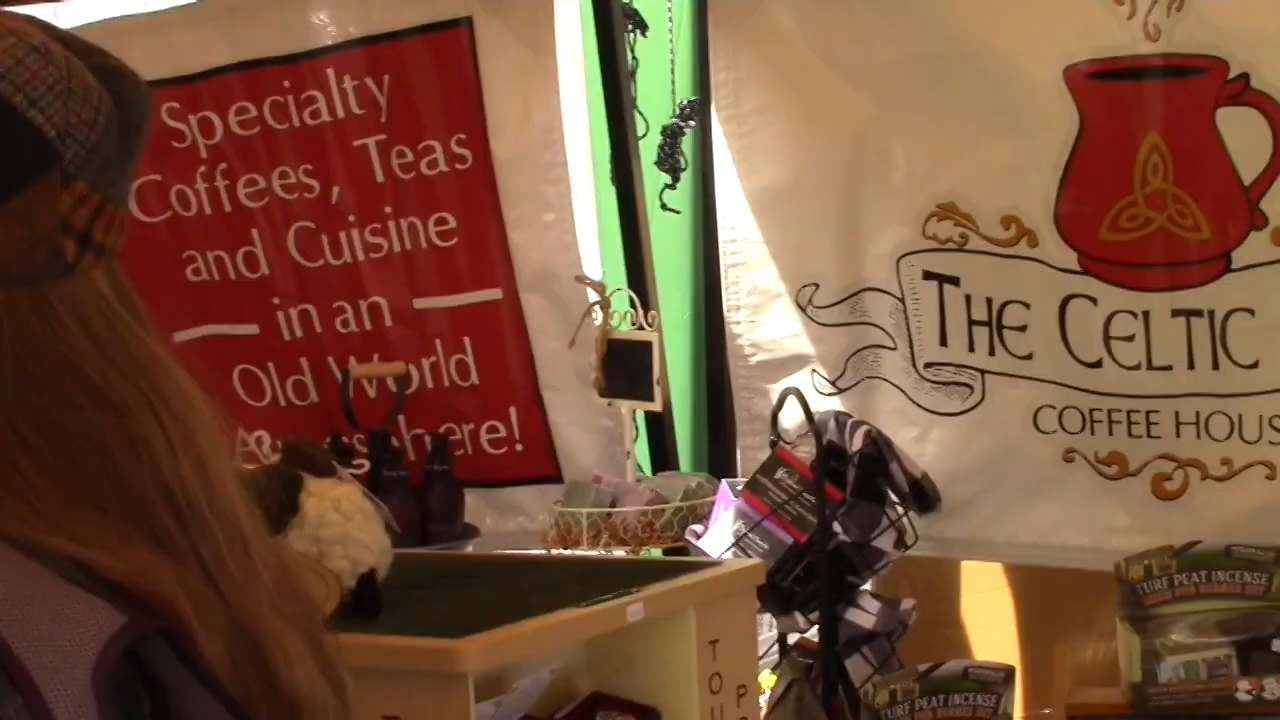 Specialty
Coffees, Teas
and Cuisine
in an
Old World
THE CELTIC
COFFEE HOUS
TURF PEAT INCENSE
TURF PEAT INCENSE
TOU
P